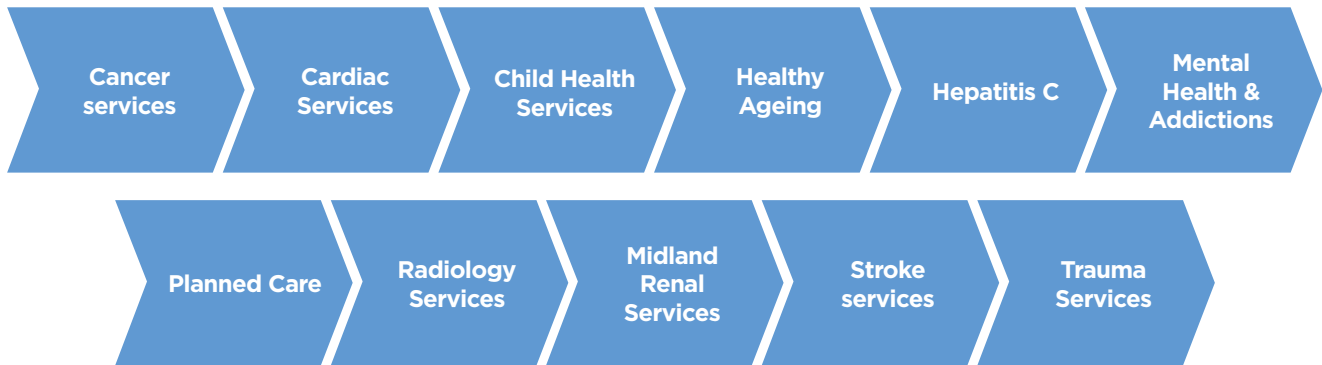 Cancer
services
Cardiac
Services
Child Health
Services
Healthy
Ageing
Hepatitis C
Mental
Health &
Addictions
Planned Care
Radiology
Services
Midland
Renal
Services
Stroke
services
Trauma
Services